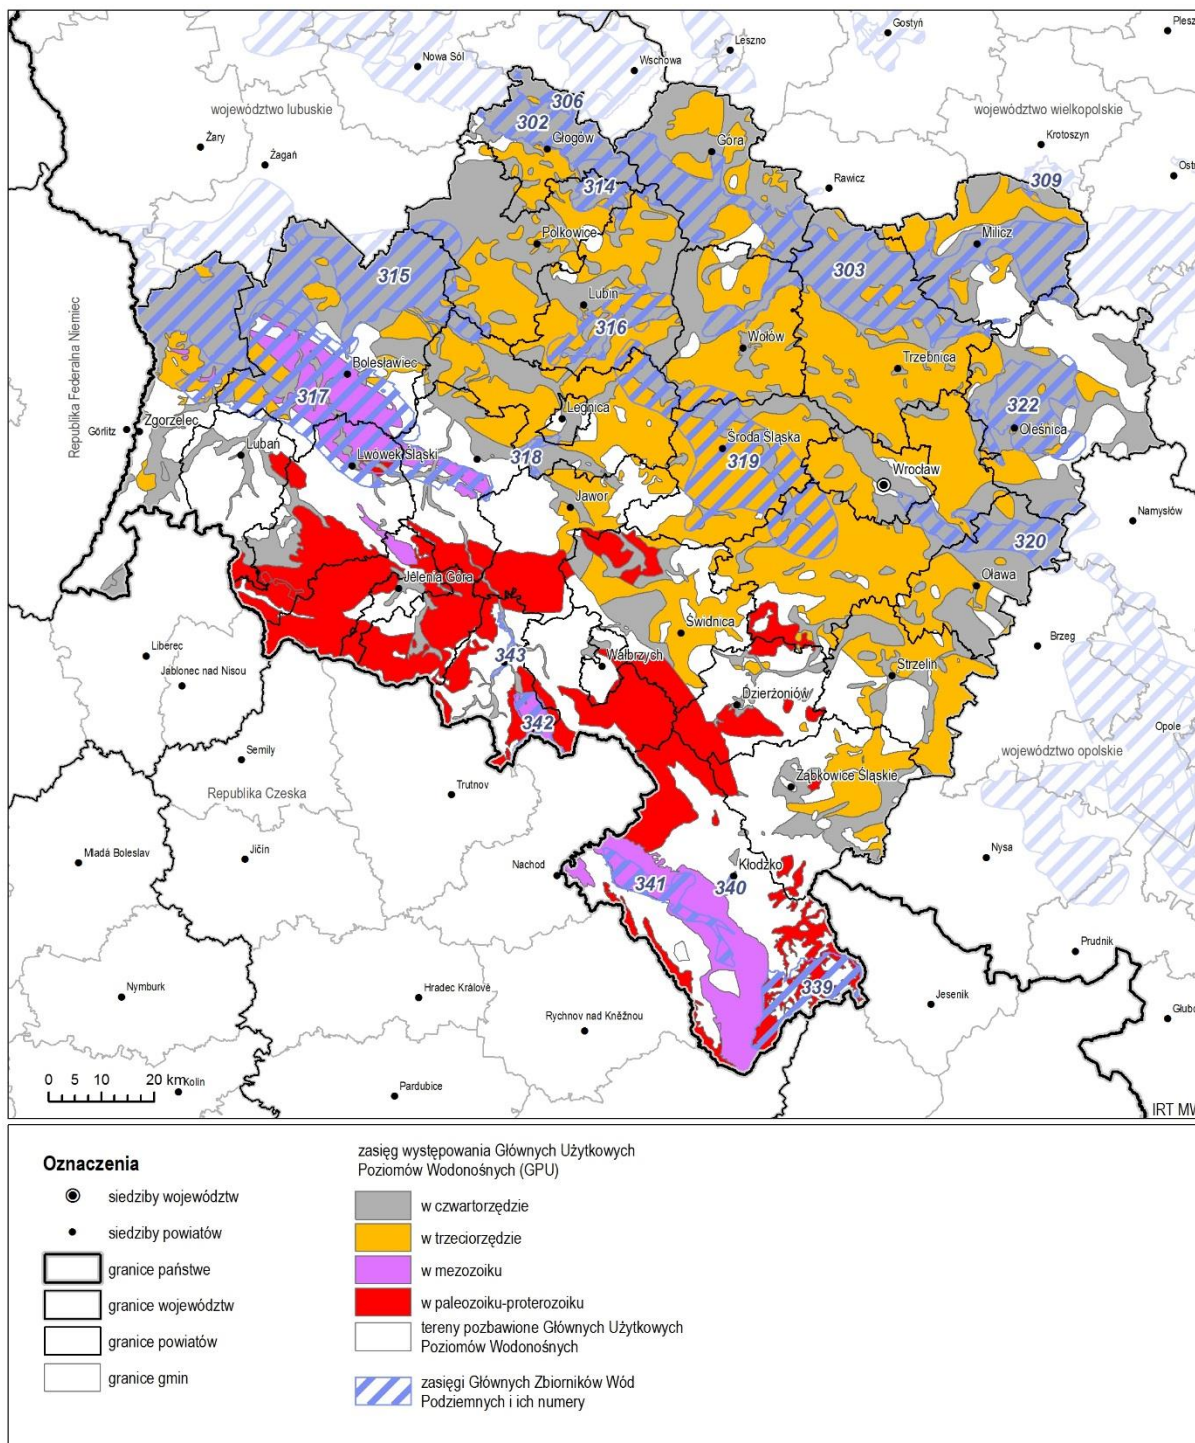 Gostyń
Plesz
Leszno
Nowa Sól
Wschowa
województwo lubuskie
306
302
województwo wielkopolskie
Krotoszyn
Żary
Głogów
Góra
Żagań
314
Rawicz
309
Ostr
Polkowice
Milicz
315
303
Republika Federalna Niemiec
Lubin
316
Wołów
Trzebnica
Bolesławiec
317
322
Legnica
Oleśnica
Görlitz
Zgorzelec
Lubań
Środa Śląska
Lwówek Śląski
318
319
Wrocław
Jawor
Namysłów
320
Jelenia Góra
Oława
Świdnica
Liberec
Brzeg
343
Wałbrzych
Jablonec nad Nisou
Strzelin
Dzierżoniów
342
Opole
Semily
województwo opolskie
Republika Czeska
Trutnov
Ząbkowice Śląskie
Mladá Boleslav
Jičín
Nysa
Nachod
Kłodzko
341
340
Prudnik
339
Nymburk
Hradec Králové
Jesenik
Rychnov nad Kněžnou
Głubc
0 5 10 20 km
Kolín
Pardubice
IRT MW
Oznaczenia
siedziby województw
siedziby powiatów
granice państwe
granice województw
granice powiatów
granice gmin
zasięg występowania Głównych Użytkowych
Poziomów Wodonośnych (GPU)
w czwartorzędzie
w trzeciorzędzie
w mezozoiku
w paleozoiku-proterozoiku
tereny pozbawione Głównych Użytkowych
Poziomów Wodonośnych
zasięgi Głównych Zbiorników Wód
Podziemnych i ich numery